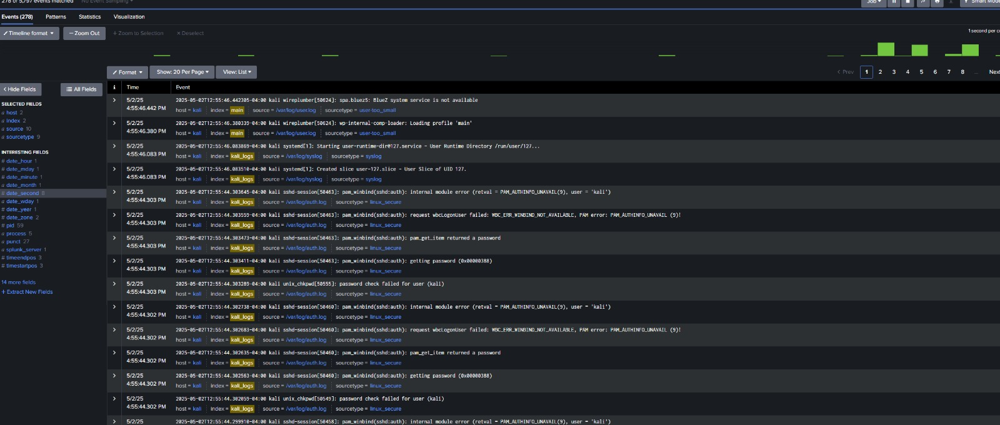 278 of 5,797 events matched No Event Sampling
Job Smart Mode
Events (278) Patterns Statistics Visualization
Timeline format — Zoom Out + Zoom to Selection × Deselect
1 second per co
Format Show: 20 Per Page View: List
< Prev 1 2 3 4 5 6 7 8 ... Next
< Hide Fields All Fields
i Time Event
SELECTED FIELDS
a host 2
a index 2
a source 10
a sourcetype 9
INTERESTING FIELDS
# date_hour 1
# date_mday 1
# date_minute 1
a date_month 1
# date_second 8
a date_wday 1
# date_year 1
a date_zone 2
# pid 59
a process 5
a punct 27
a splunk_server 1
# timeendpos 3
# timestartpos 3
14 more fields
+ Extract New Fields
5/2/25 2025-05-02T12:55:46.442305-04:00 kali wireplumber[50624]: spa.bluez5: BlueZ system service is not available
4:55:46.442 PM host = kali index = main source = /var/log/user.log sourcetype = user-too_small
5/2/25 2025-05-02T12:55:46.380339-04:00 kali wireplumber[50624]: wp-internal-comp-loader: Loading profile 'main'
4:55:46.380 PM host = kali index = main source = /var/log/user.log sourcetype = user-too_small
5/2/25 2025-05-02T12:55:46.083869-04:00 kali systemd[1]: Starting user-runtime-dir@127.service - User Runtime Directory /run/user/127...
4:55:46.083 PM host = kali index = kali_logs source = /var/log/syslog sourcetype = syslog
5/2/25 2025-05-02T12:55:46.083510-04:00 kali systemd[1]: Created slice user-127.slice - User Slice of UID 127.
4:55:46.083 PM host = kali index = kali_logs source = /var/log/syslog sourcetype = syslog
5/2/25 2025-05-02T12:55:44.303645-04:00 kali sshd-session[50463]: pam_winbind(sshd:auth): internal module error (retval = PAM_AUTHINFO_UNAVAIL(9), user = 'kali')
4:55:44.303 PM host = kali index = kali_logs source = /var/log/auth.log sourcetype = linux_secure
5/2/25 2025-05-02T12:55:44.303559-04:00 kali sshd-session[50463]: pam_winbind(sshd:auth): request wbcLogonUser failed: WBC_ERR_WINBIND_NOT_AVAILABLE, PAM error: PAM_AUTHINFO_UNAVAIL (9)!
4:55:44.303 PM host = kali index = kali_logs source = /var/log/auth.log sourcetype = linux_secure
5/2/25 2025-05-02T12:55:44.303473-04:00 kali sshd-session[50463]: pam_winbind(sshd:auth): pam_get_item returned a password
4:55:44.303 PM host = kali index = kali_logs source = /var/log/auth.log sourcetype = linux_secure
5/2/25 2025-05-02T12:55:44.303411-04:00 kali sshd-session[50463]: pam_winbind(sshd:auth): getting password (0x00000388)
4:55:44.303 PM host = kali index = kali_logs source = /var/log/auth.log sourcetype = linux_secure
5/2/25 2025-05-02T12:55:44.303289-04:00 kali unix_chkpwd[50555]: password check failed for user (kali)
4:55:44.303 PM host = kali index = kali_logs source = /var/log/auth.log sourcetype = linux_secure
5/2/25 2025-05-02T12:55:44.302738-04:00 kali sshd-session[50460]: pam_winbind(sshd:auth): internal module error (retval = PAM_AUTHINFO_UNAVAIL(9), user = 'kali')
4:55:44.302 PM host = kali index = kali_logs source = /var/log/auth.log sourcetype = linux_secure
5/2/25 2025-05-02T12:55:44.302683-04:00 kali sshd-session[50460]: pam_winbind(sshd:auth): request wbcLogonUser failed: WBC_ERR_WINBIND_NOT_AVAILABLE, PAM error: PAM_AUTHINFO_UNAVAIL (9)!
4:55:44.302 PM host = kali index = kali_logs source = /var/log/auth.log sourcetype = linux_secure
5/2/25 2025-05-02T12:55:44.302635-04:00 kali sshd-session[50460]: pam_winbind(sshd:auth): pam_get_item returned a password
4:55:44.302 PM host = kali index = kali_logs source = /var/log/auth.log sourcetype = linux_secure
5/2/25 2025-05-02T12:55:44.302563-04:00 kali sshd-session[50460]: pam_winbind(sshd:auth): getting password (0x00000388)
4:55:44.302 PM host = kali index = kali_logs source = /var/log/auth.log sourcetype = linux_secure
5/2/25 2025-05-02T12:55:44.302059-04:00 kali unix_chkpwd[50549]: password check failed for user (kali)
4:55:44.302 PM host = kali index = kali_logs source = /var/log/auth.log sourcetype = linux_secure
5/2/25 2025-05-02T12:55:44.299910-04:00 kali sshd-session[50458]: pam_winbind(sshd:auth): internal module error (retval = PAM_AUTHINFO_UNAVAIL(9), user = 'kali')